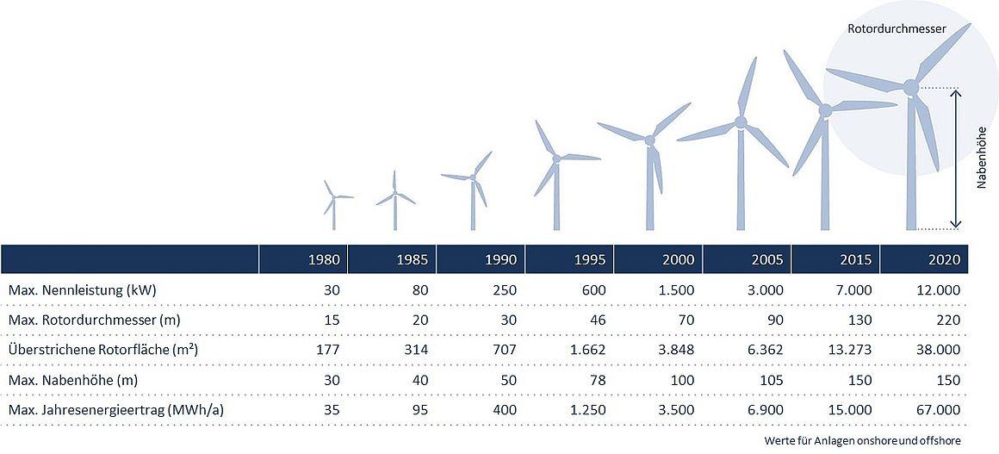 Rotordurchmesser
Nabenhöhe
1980 1985 1990 1995 2000 2005 2015 2020
Max. Nennleistung (kW) 30 80 250 600 1.500 3.000 7.000 12.000
Max. Rotordurchmesser (m) 15 20 30 46 70 90 130 220
Überstrichene Rotorfläche (m²) 177 314 707 1.662 3.848 6.362 13.273 38.000
Max. Nabenhöhe (m) 30 40 50 78 100 105 150 150
Max. Jahresenergieertrag (MWh/a) 35 95 400 1.250 3.500 6.900 15.000 67.000
Werte für Anlagen onshore und offshore